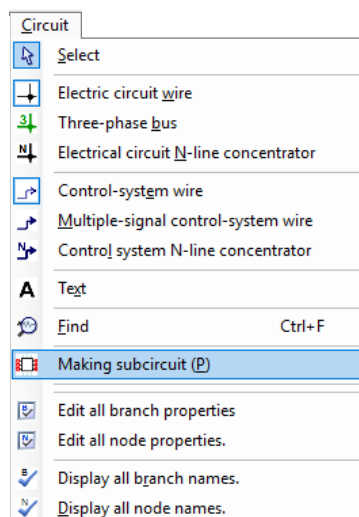 Circuit
Select
Electric circuit wire
3
Three-phase bus
N
Electrical circuit N-line concentrator
Control-system wire
Multiple-signal control-system wire
N
Control system N-line concentrator
A
Text
Find Ctrl+F
Making subcircuit (P)
B
Edit all branch properties
N
Edit all node properties.
B
Display all branch names.
N
Display all node names.